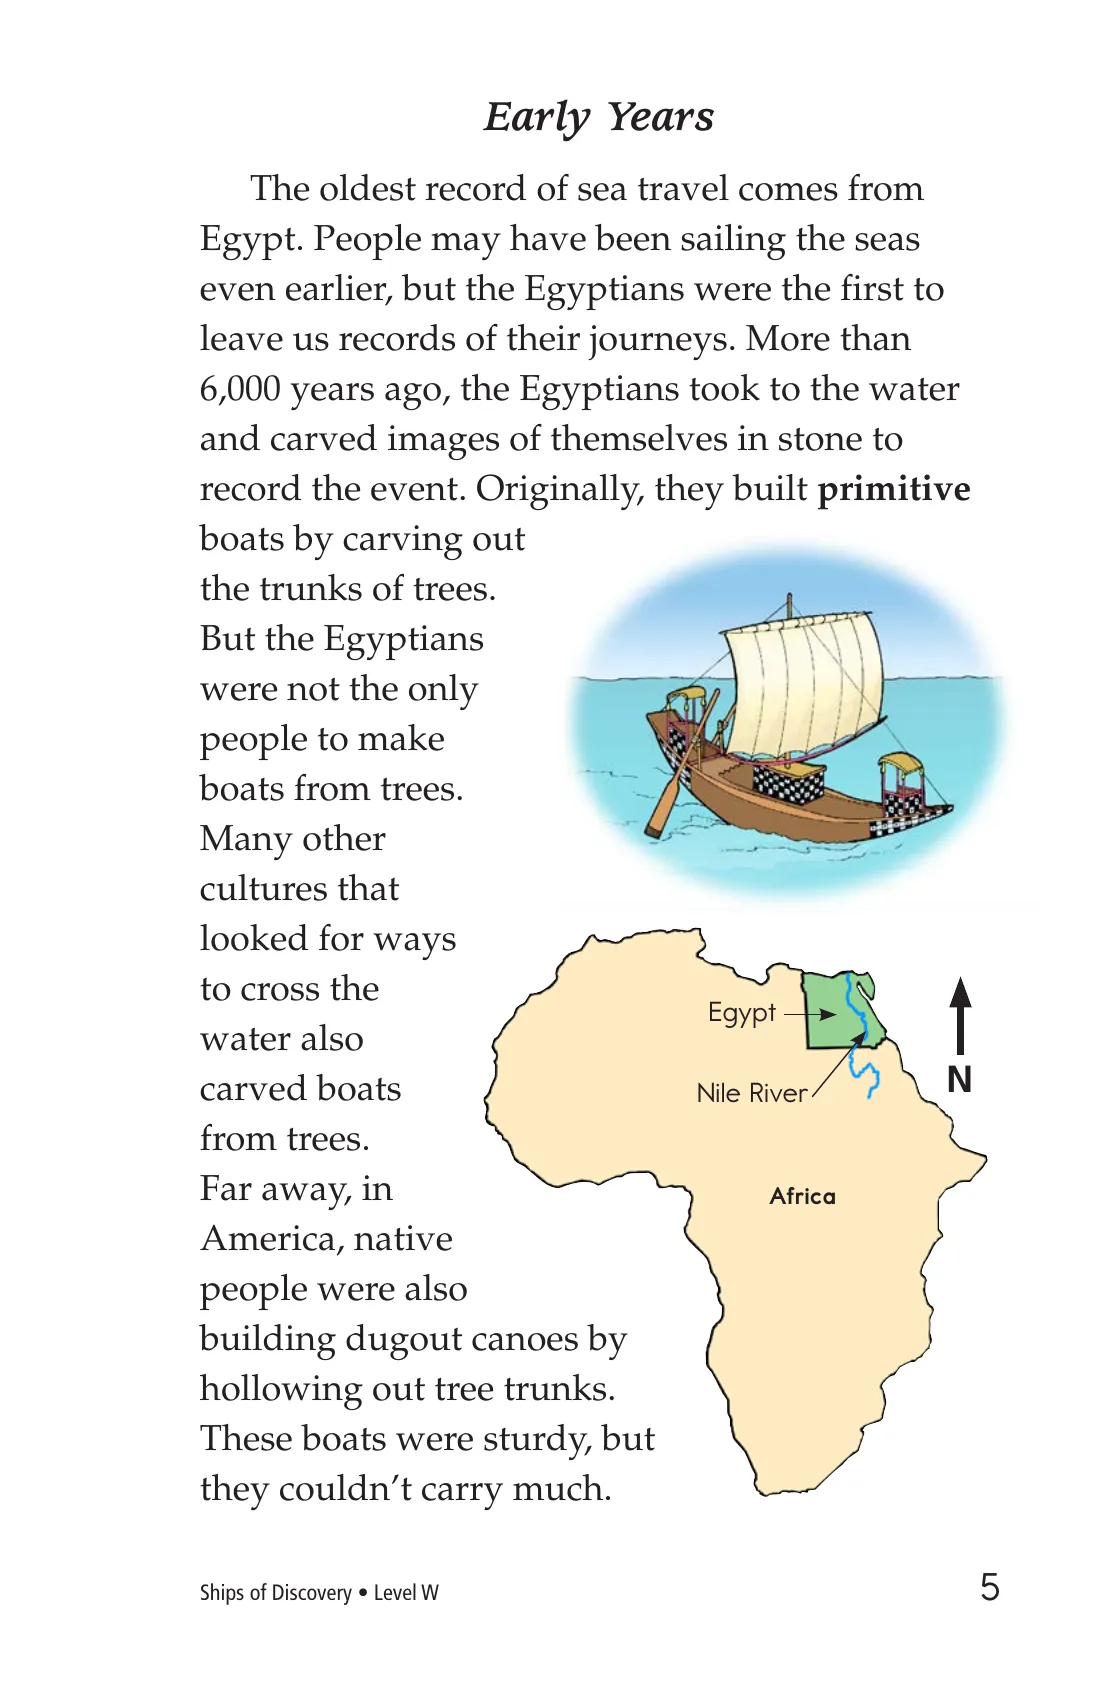 Early Years
The oldest record of sea travel comes from
Egypt. People may have been sailing the seas
even earlier, but the Egyptians were the first to
leave us records of their journeys. More than
6,000 years ago, the Egyptians took to the water
and carved images of themselves in stone to
record the event. Originally, they built primitive
boats by carving out
the trunks of trees.
But the Egyptians
were not the only
people to make
boats from trees.
Many other
cultures that
looked for ways
to cross the
water also
carved boats
from trees.
Far away, in
America, native
people were also
building dugout canoes by
hollowing out tree trunks.
These boats were sturdy, but
they couldn’t carry much.
Egypt
Nile River
N
Africa
Ships of Discovery • Level W
5